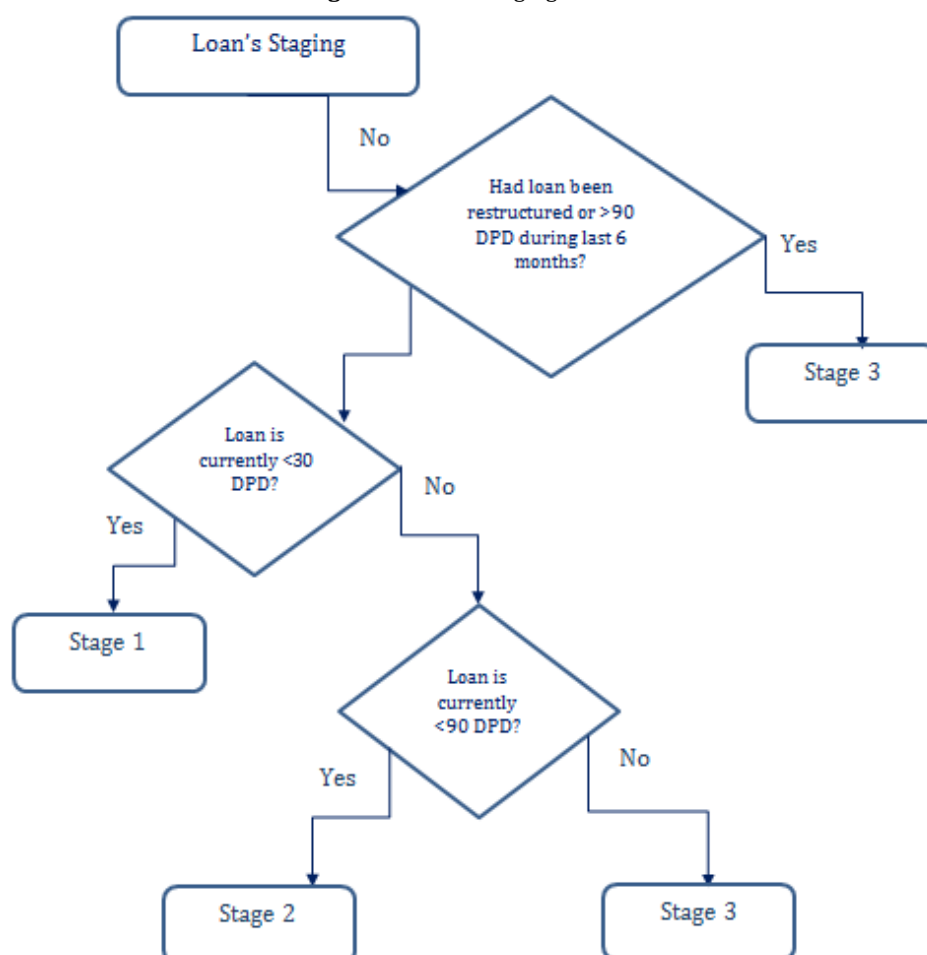 Loan's Staging
No
Had loan been
restructured or >90
DPD during last 6
months?
Yes
Stage 3
Loan is
currently <30
DPD?
No
Yes
Stage 1
Loan is
currently
<90 DPD?
Yes
No
Stage 2
Stage 3